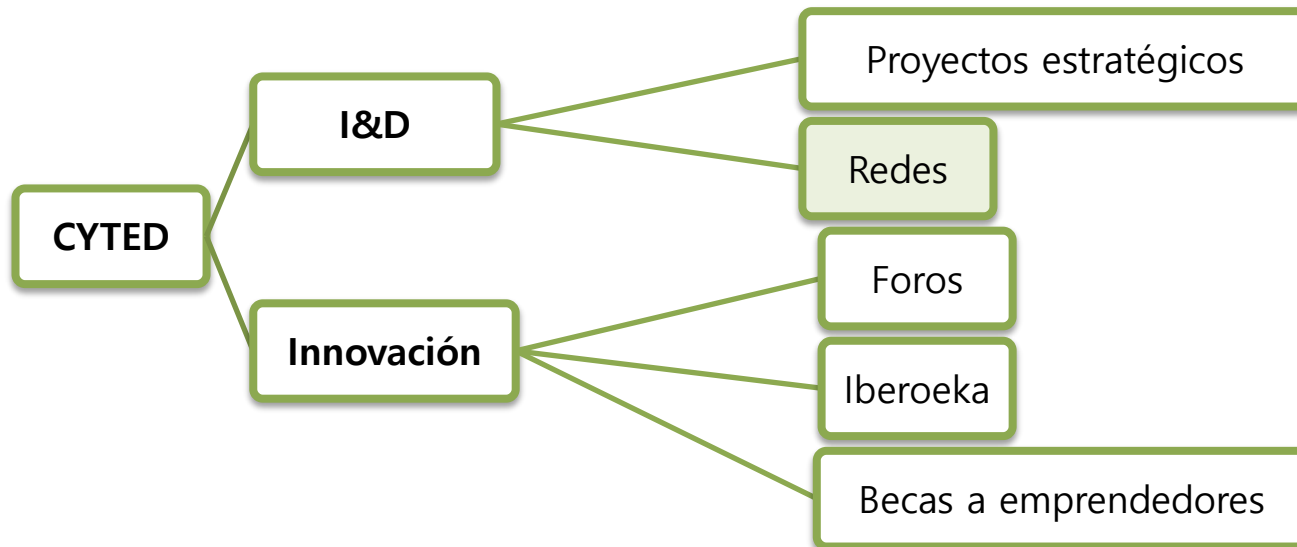 CYTED
I&D
Proyectos estratégicos
Redes
Innovación
Foros
Iberoeka
Becas a emprendedores